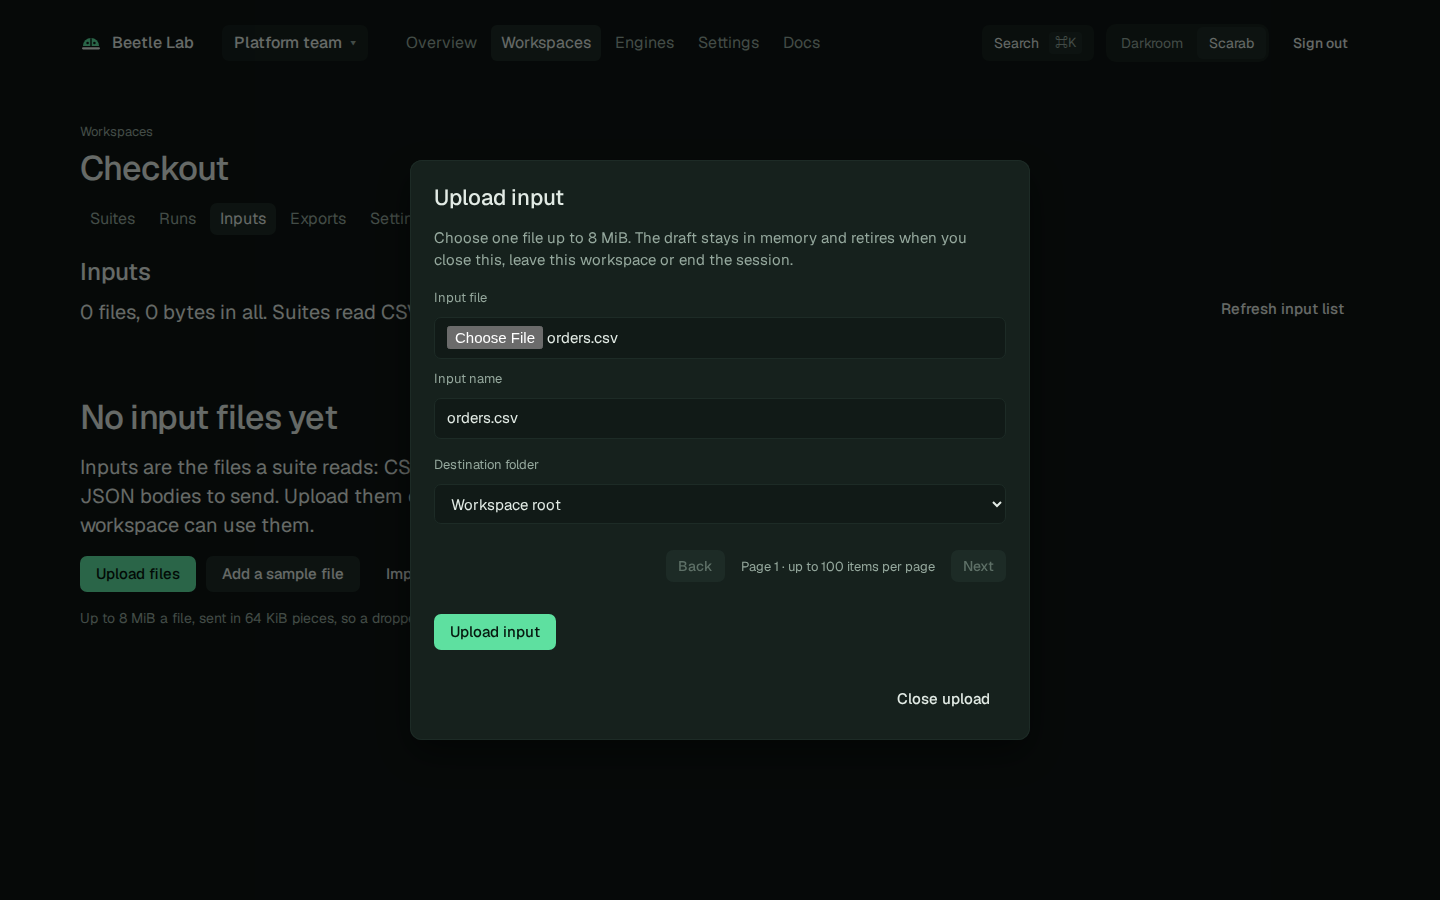 Beetle Lab
Platform team
Overview
Workspaces
Engines
Settings
Docs
Search ⌘K
Darkroom
Scarab
Sign out
Workspaces
Checkout
Suites
Runs
Inputs
Exports
Inputs
0 files, 0 bytes in all. Suites read
Refresh input list
No input files yet
Inputs are the files a suite reads:
JSON bodies to send. Upload them
workspace can use them.
Upload files
Add a sample file
Up to 8 MiB a file, sent in 64 KiB pieces, so a
Upload input
Choose one file up to 8 MiB. The draft stays in memory and retires when you
close this, leave this workspace or end the session.
Input file
Choose File orders.csv
Input name
orders.csv
Destination folder
Workspace root
Back
Page 1 · up to 100 items per page
Next
Upload input
Close upload